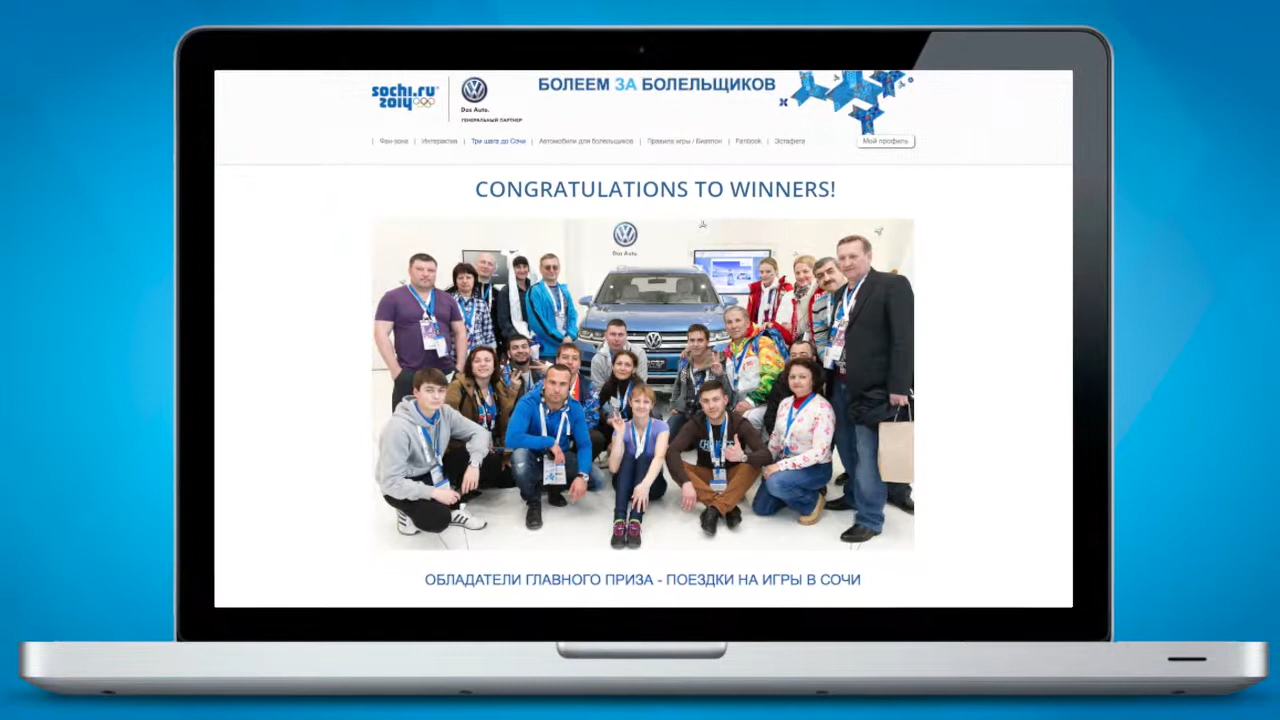 sochi.ru
2014
Das Auto.
ГЕНЕРАЛЬНЫЙ ПАРТНЕР
БОЛЕЕМ ЗА БОЛЕЛЬЩИКОВ
| Фан-зона | Интерактив | Три шага до Сочи | Автомобили для болельщиков | Правила игры / Биатлон | Fanbook | Эстафета
Мой профиль
CONGRATULATIONS TO WINNERS!
Das Auto.
ОБЛАДАТЕЛИ ГЛАВНОГО ПРИЗА - ПОЕЗДКИ НА ИГРЫ В СОЧИ